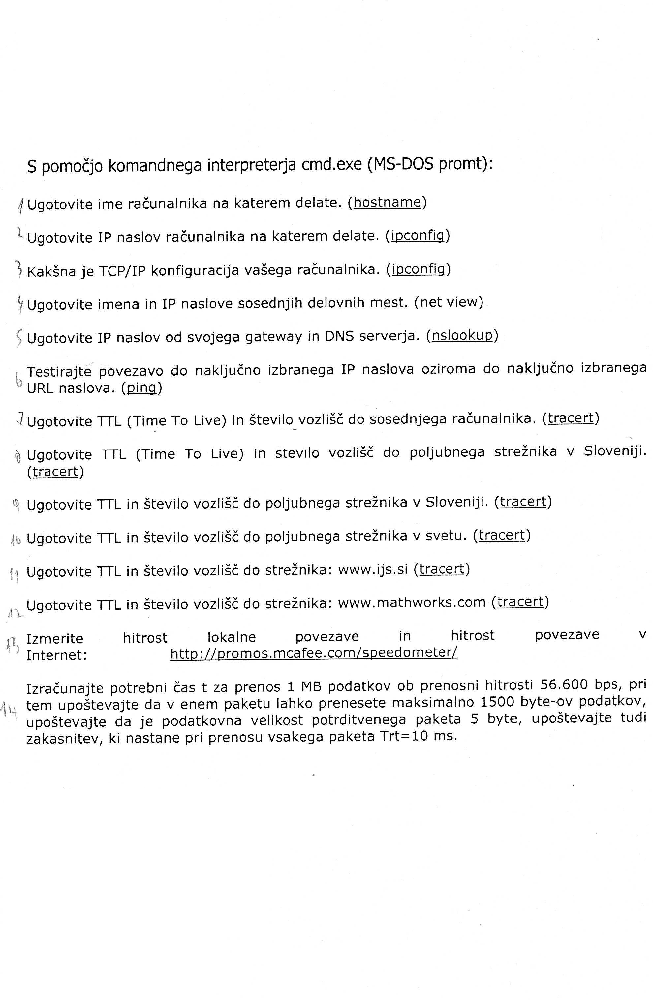 S pomočjo komandnega interpreterja cmd.exe (MS-DOS promt):
1 Ugotovite ime računalnika na katerem delate. (hostname)
2 Ugotovite IP naslov računalnika na katerem delate. (ipconfig)
3 Kakšna je TCP/IP konfiguracija vašega računalnika. (ipconfig)
4 Ugotovite imena in IP naslove sosednjih delovnih mest. (net view)
5 Ugotovite IP naslov od svojega gateway in DNS serverja. (nslookup)
6 Testirajte povezavo do naključno izbranega IP naslova oziroma do naključno izbranega
URL naslova. (ping)
7 Ugotovite TTL (Time To Live) in število vozlišč do sosednjega računalnika. (tracert)
8 Ugotovite TTL (Time To Live) in število vozlišč do poljubnega strežnika v Sloveniji.
(tracert)
9 Ugotovite TTL in število vozlišč do poljubnega strežnika v Sloveniji. (tracert)
10 Ugotovite TTL in število vozlišč do poljubnega strežnika v svetu. (tracert)
11 Ugotovite TTL in število vozlišč do strežnika: www.ijs.si (tracert)
12 Ugotovite TTL in število vozlišč do strežnika: www.mathworks.com (tracert)
13 Izmerite hitrost lokalne povezave in hitrost povezave v
Internet: http://promos.mcafee.com/speedometer/
Izračunajte potrebni čas t za prenos 1 MB podatkov ob prenosni hitrosti 56.600 bps, pri
14 tem upoštevajte da v enem paketu lahko prenesete maksimalno 1500 byte-ov podatkov,
upoštevajte da je podatkovna velikost potrditvenega paketa 5 byte, upoštevajte tudi
zakasnitev, ki nastane pri prenosu vsakega paketa Trt=10 ms.